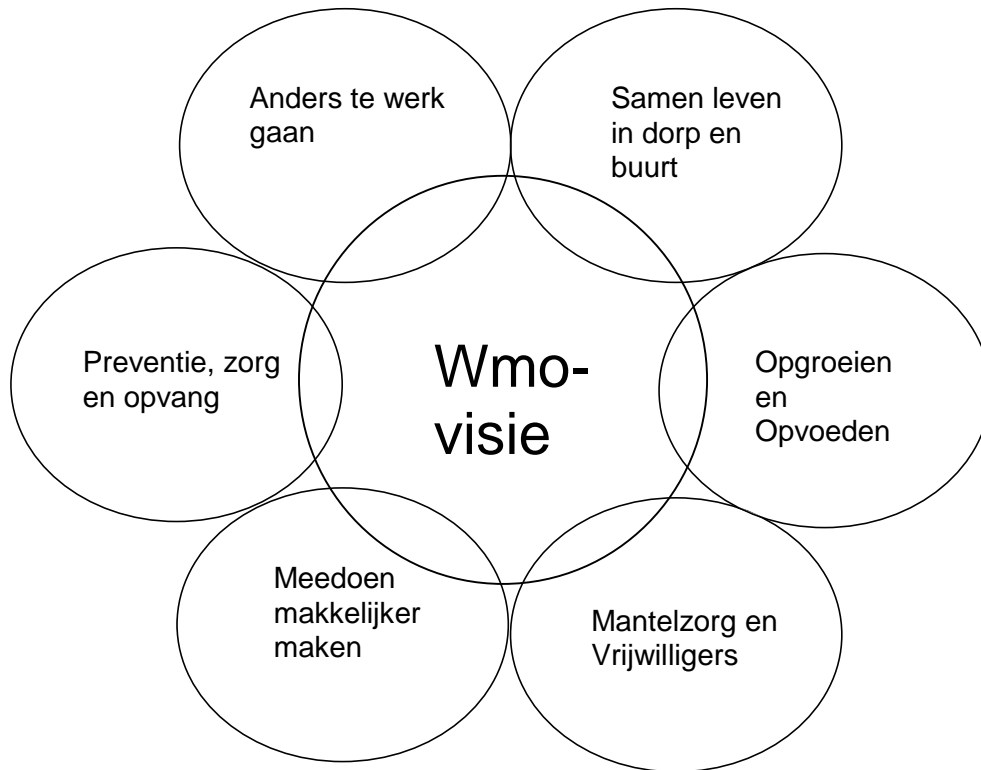 Anders te werk
gaan
Samen leven
in dorp en
buurt
Preventie, zorg
en opvang
Wmo-
visie
Opgroeien
en
Opvoeden
Meedoen
makkelijker
maken
Mantelzorg en
Vrijwilligers